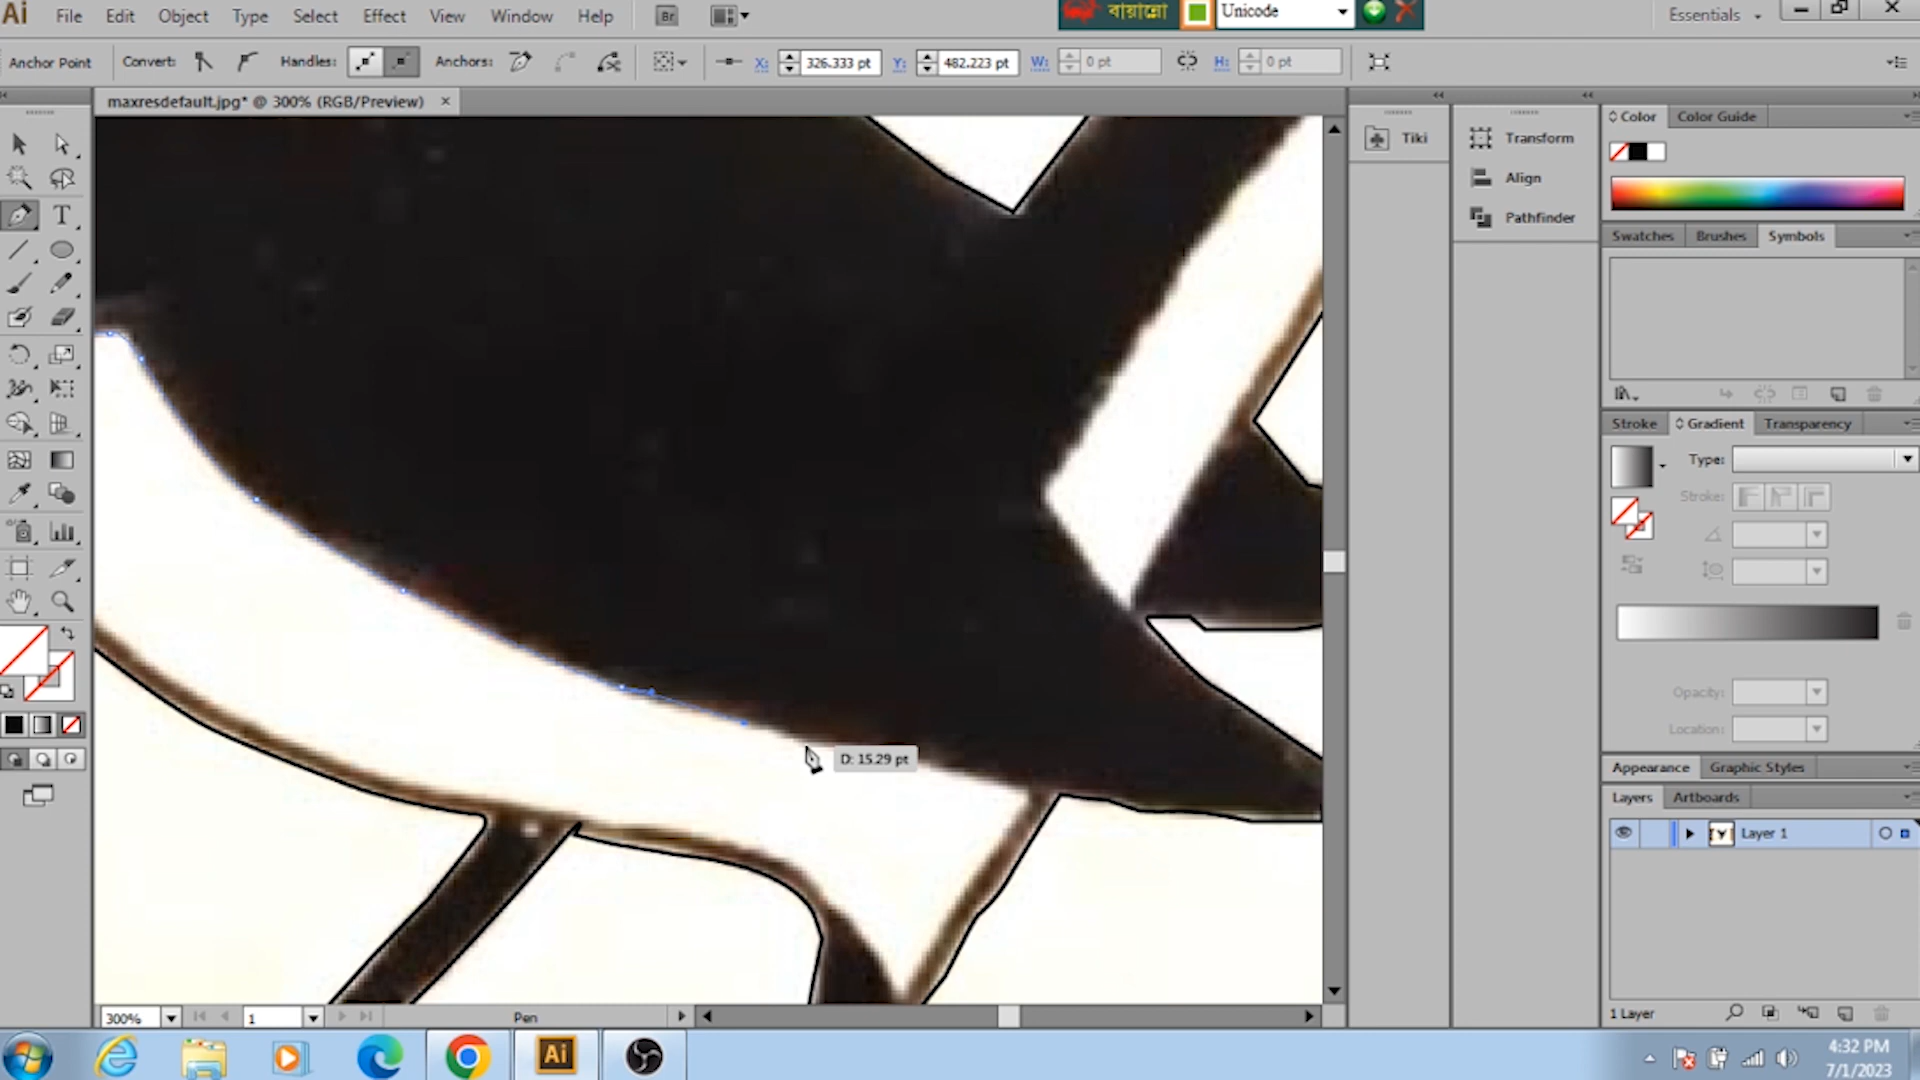 Ai File Edit Object Type Select Effect View Window Help Br বায়ান্নো Unicode Essentials
Anchor Point Convert: Handles: Anchors: X: 326.333 pt Y: 482.223 pt W: 0 pt H: 0 pt
maxresdefault.jpg* @ 300% (RGB/Preview) ×
Tiki
Transform
Align
Pathfinder
Color Color Guide
Swatches Brushes Symbols
Stroke Gradient Transparency
Type:
Stroke:
Opacity:
Location:
D: 15.29 pt
Appearance Graphic Styles
Layers Artboards
Layer 1
1 Layer
300% 1 Pen
Ai
4:32 PM
7/1/2023